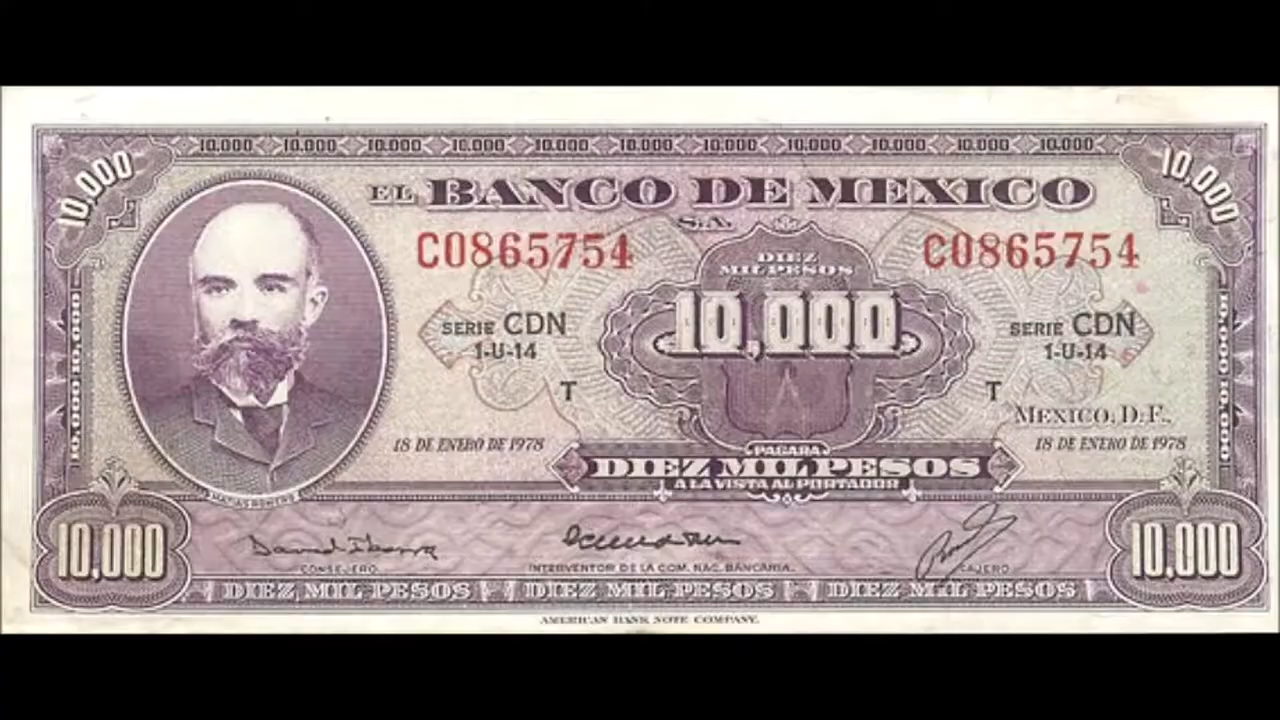 10.000 10.000 10.000 10.000 10.000 10.000 10.000 10.000 10.000 10.000 10.000
10,000 10,000
EL BANCO DE MEXICO
S.A.
C0865754 C0865754
DIEZ
MIL PESOS
10,000
SERIE CDN SERIE CDN
1-U-14 1-U-14
T T
MEXICO, D.F.,
18 DE ENERO DE 1978 18 DE ENERO DE 1978
PAGARA
DIEZ MIL PESOS
A LA VISTA AL PORTADOR
MATIAS ROMERO
10,000 10,000
CONSEJERO INTERVENTOR DE LA COM. NAC. BANCARIA. CAJERO
DIEZ MIL PESOS DIEZ MIL PESOS DIEZ MIL PESOS
AMERICAN BANK NOTE COMPANY.